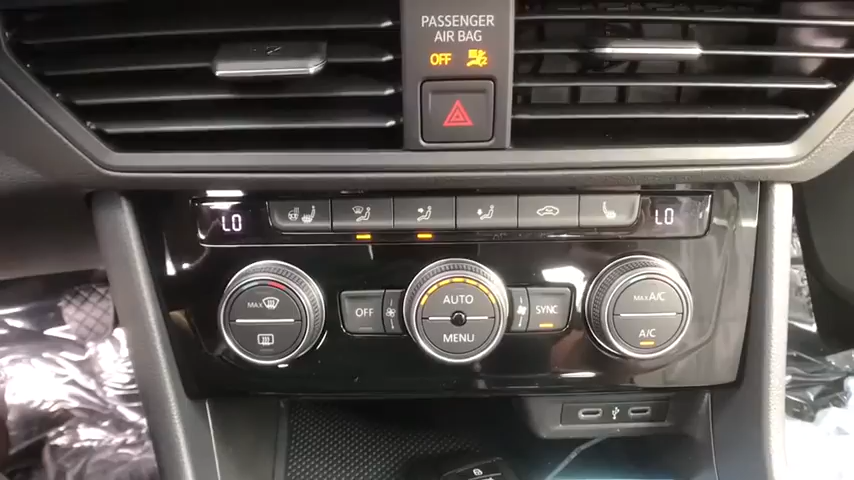 PASSENGER
AIR BAG
OFF
LO
LO
MAX
OFF
AUTO
MENU
SYNC
MAX A/C
A/C